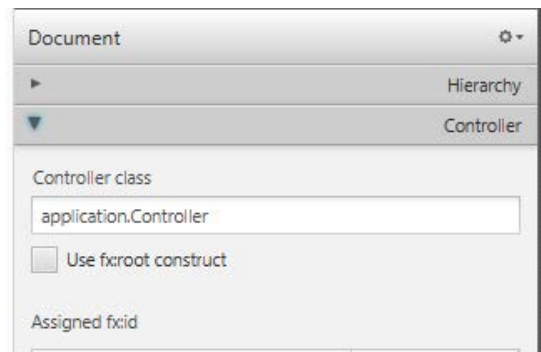 Document
Hierarchy
Controller
Controller class
application.Controller
Use fx:root construct
Assigned fx:id